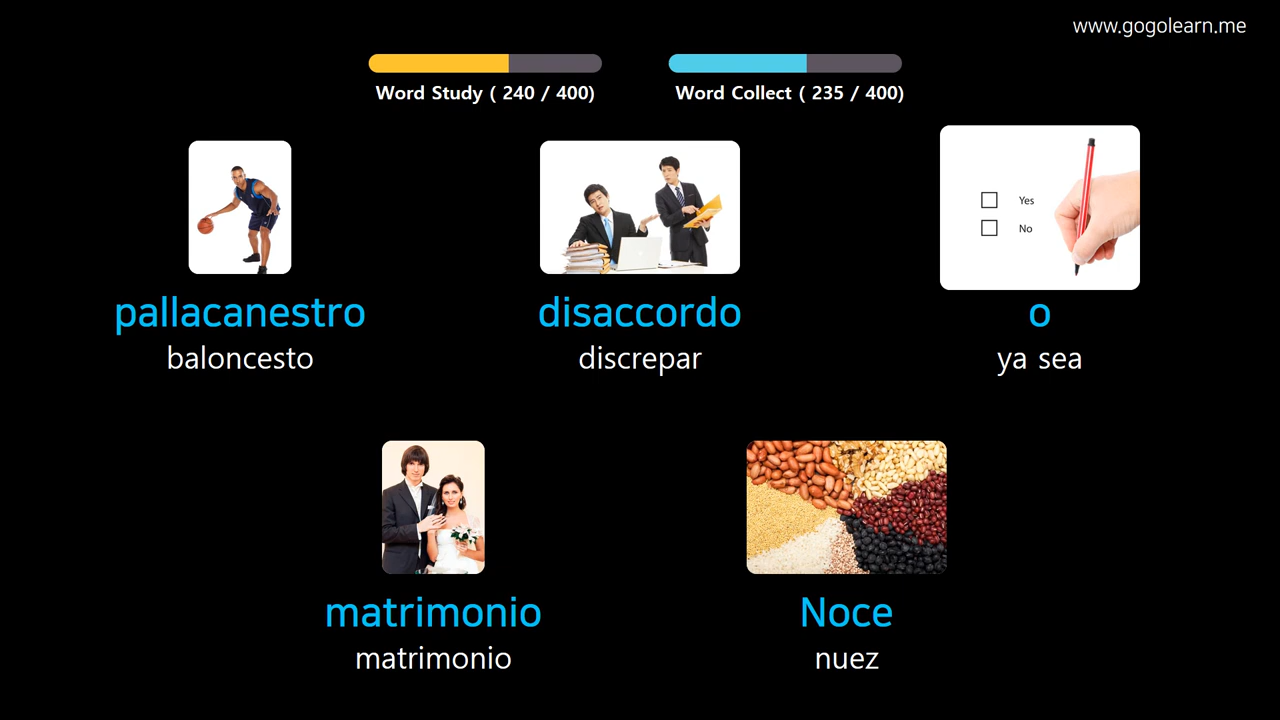 www.gogolearn.me
Word Study ( 240 / 400)
Word Collect ( 235 / 400)
Yes
No
pallacanestro
disaccordo
o
baloncesto
discrepar
ya sea
matrimonio
Noce
matrimonio
nuez